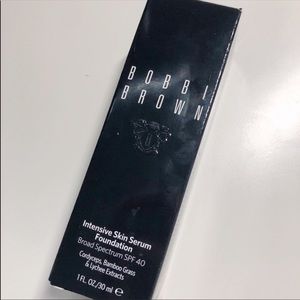 BOBBI
BROWN
Intensive Skin Serum
Foundation
Broad Spectrum SPF 40
Cordyceps, Bamboo Grass
& Lychee Extracts
1 FL. OZ./30 ml ℮